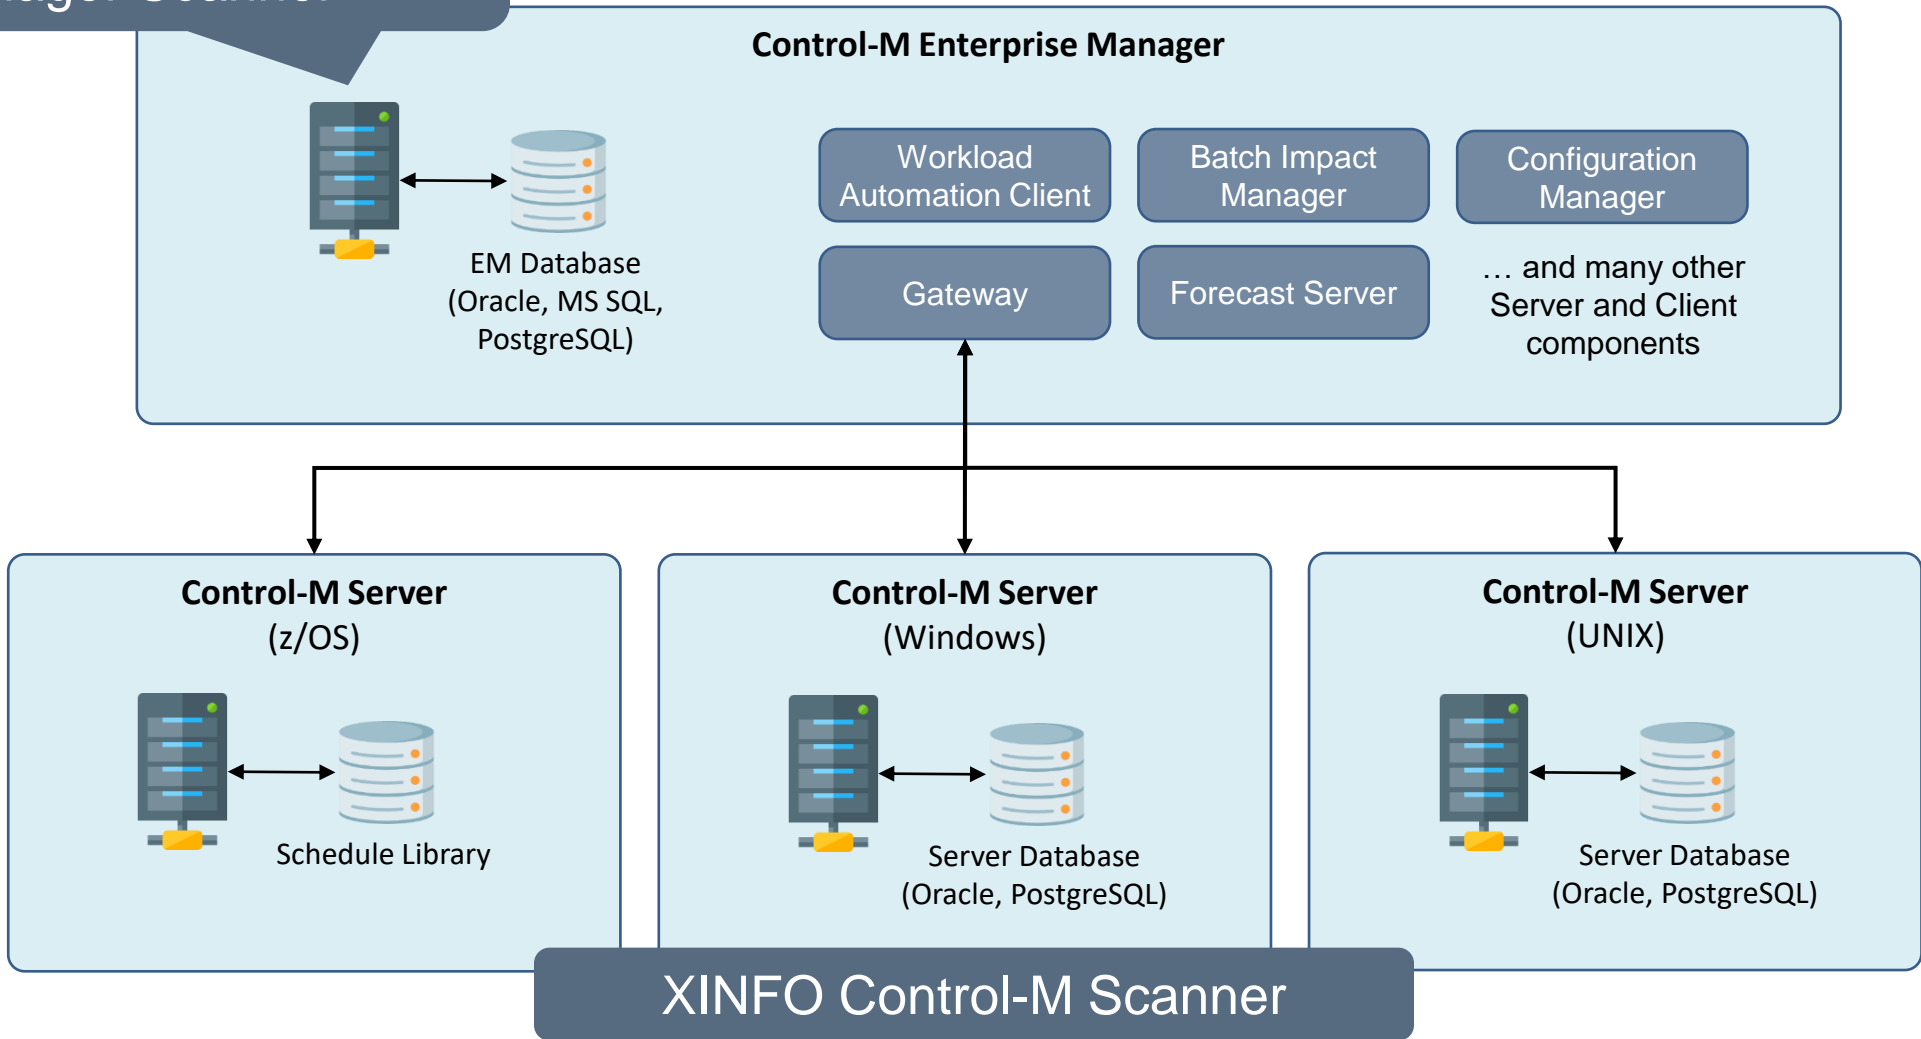 Scanner
Control-M Enterprise Manager
Workload
Automation Client
Batch Impact
Manager
Configuration
Manager
EM Database
(Oracle, MS SQL,
PostgreSQL)
Gateway
Forecast Server
… and many other
Server and Client
components
Control-M Server
(z/OS)
Schedule Library
Control-M Server
(Windows)
Server Database
(Oracle, PostgreSQL)
Control-M Server
(UNIX)
Server Database
(Oracle, PostgreSQL)
XINFO Control-M Scanner